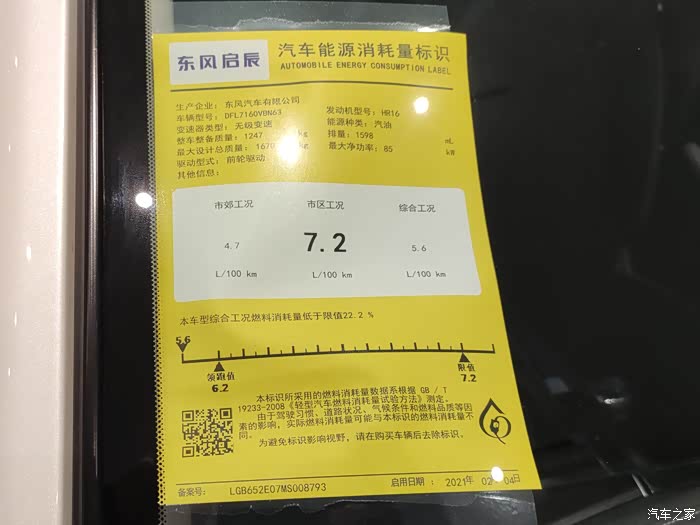 东风启辰
汽车能源消耗量标识
AUTOMOBILE ENERGY CONSUMPTION LABEL
生产企业： 东风汽车有限公司
车辆型号： DFL7160VBN63
发动机型号： HR16
变速器类型： 无级变速
能源种类： 汽油
整车整备质量： 1247 kg
排量： 1598 mL
最大设计总质量： 1670 kg
最大净功率： 85 kW
驱动型式： 前轮驱动
其他信息：
市郊工况 市区工况 综合工况
4.7 7.2 5.6
L/100 km L/100 km L/100 km
本车型综合工况燃料消耗量低于限值22.2 %
5.6
领跑值 限值
6.2 7.2
本标识所采用的燃料消耗量数据系根据 GB / T
19233-2008《轻型汽车燃料消耗量试验方法》测定。
由于驾驶习惯、道路状况、气候条件和燃料品质等因
素的影响，实际燃料消耗量可能与本标识的燃料消耗量不
同。
为避免标识影响视野，请在购买车辆后去除标识。
备案号： LGB652E07MS008793
启用日期 ： 2021年 02 04日
汽车之家